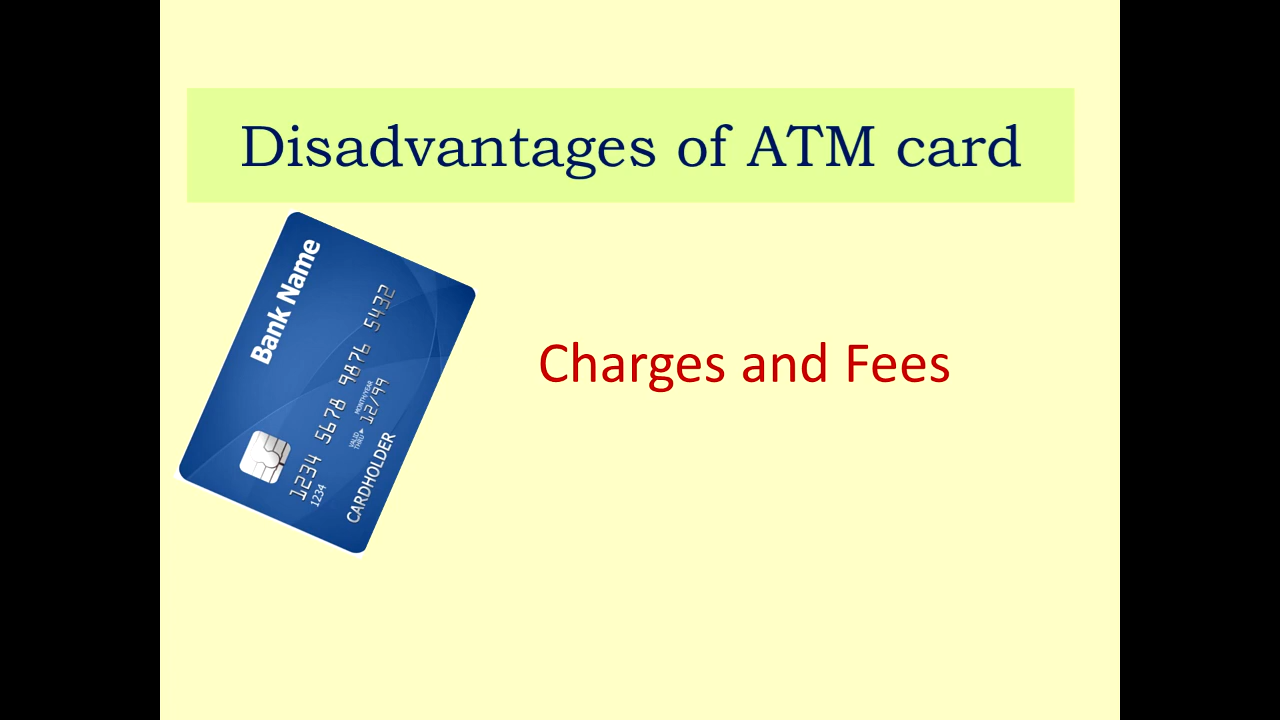 Disadvantages of ATM card
Bank Name
1234 5678 9876 5432
1234
VALID THRU
MONTH/YEAR
12/99
CARDHOLDER
Charges and Fees